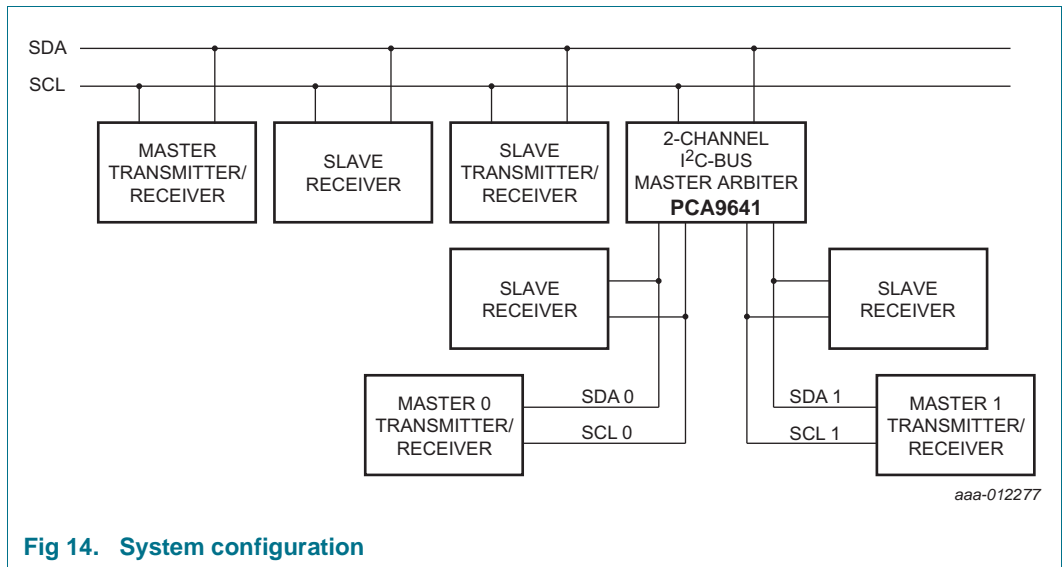 SDA
SCL
MASTER
TRANSMITTER/
RECEIVER
SLAVE
RECEIVER
SLAVE
TRANSMITTER/
RECEIVER
2-CHANNEL
I²C-BUS
MASTER ARBITER
PCA9641
SLAVE
RECEIVER
SLAVE
RECEIVER
MASTER 0
TRANSMITTER/
RECEIVER
SDA 0
SCL 0
SDA 1
SCL 1
MASTER 1
TRANSMITTER/
RECEIVER
aaa-012277
Fig 14. System configuration